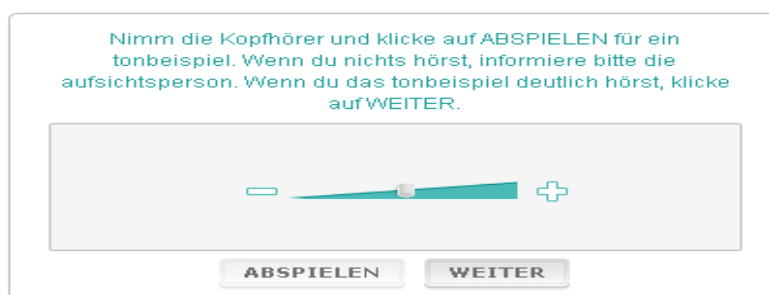 Nimm die Kopfhörer und klicke auf ABSPIELEN für ein
tonbeispiel. Wenn du nichts hörst, informiere bitte die
aufsichtsperson. Wenn du das tonbeispiel deutlich hörst, klicke
auf WEITER.
ABSPIELEN WEITER